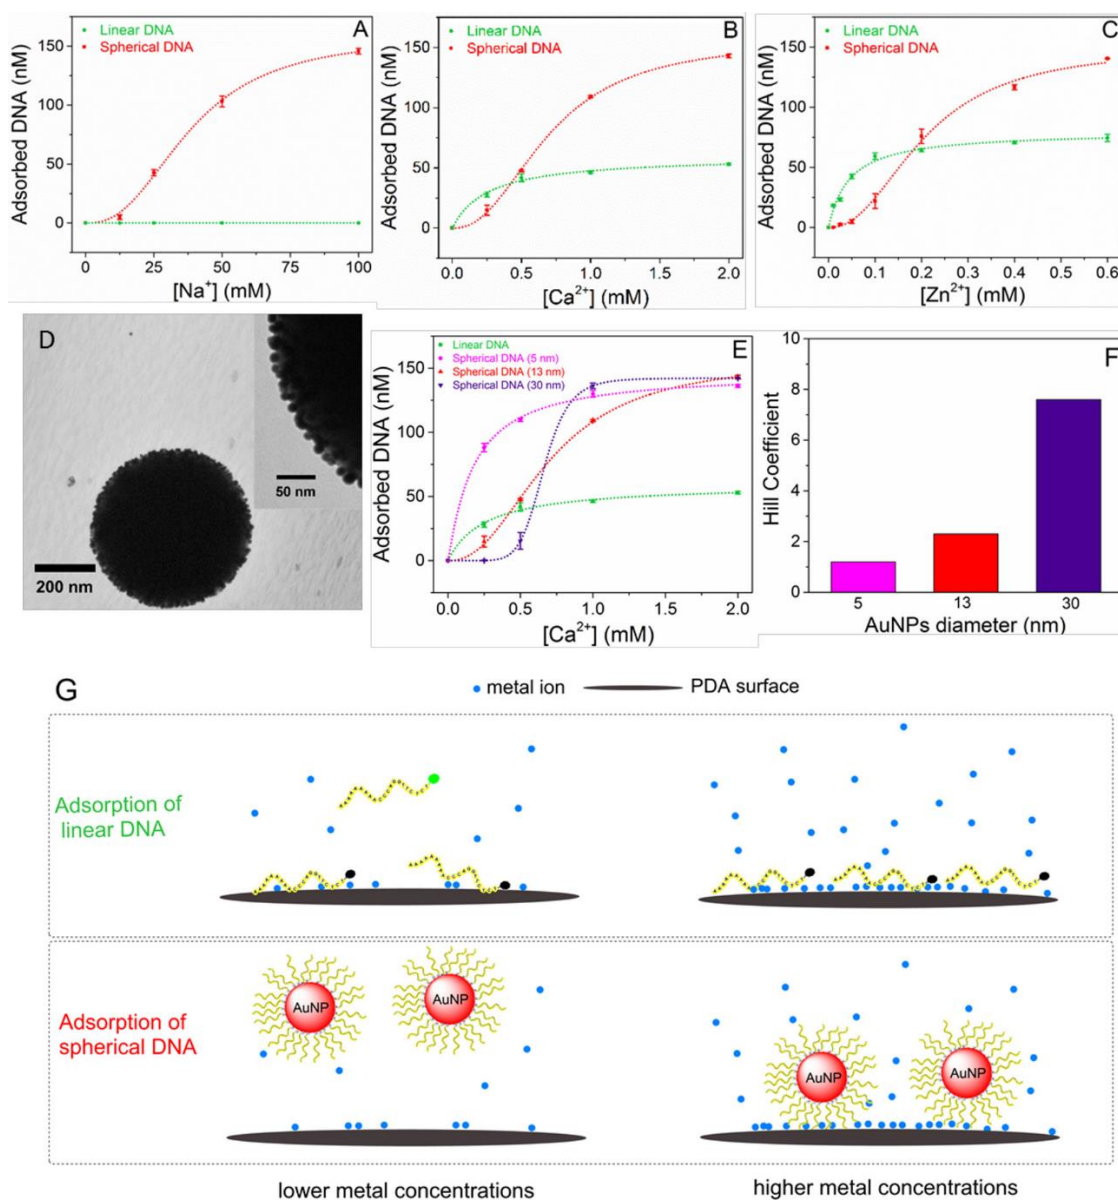 A
Linear DNA
Spherical DNA
Adsorbed DNA (nM)
150
100
50
0
0 25 50 75 100
[Na⁺] (mM)
B
Linear DNA
Spherical DNA
Adsorbed DNA (nM)
150
100
50
0
0.0 0.5 1.0 1.5 2.0
[Ca²⁺] (mM)
C
Linear DNA
Spherical DNA
Adsorbed DNA (nM)
150
100
50
0
0.0 0.1 0.2 0.3 0.4 0.5 0.6
[Zn²⁺] (mM)
D
50 nm
200 nm
E
Linear DNA
Spherical DNA (5 nm)
Spherical DNA (13 nm)
Spherical DNA (30 nm)
Adsorbed DNA (nM)
150
100
50
0
0.0 0.5 1.0 1.5 2.0
[Ca²⁺] (mM)
F
Hill Coefficient
10
8
6
4
2
0
5 13 30
AuNPs diameter (nm)
G
metal ion PDA surface
Adsorption of
linear DNA
Adsorption of
spherical DNA
AuNP AuNP
AuNP AuNP
lower metal concentrations higher metal concentrations